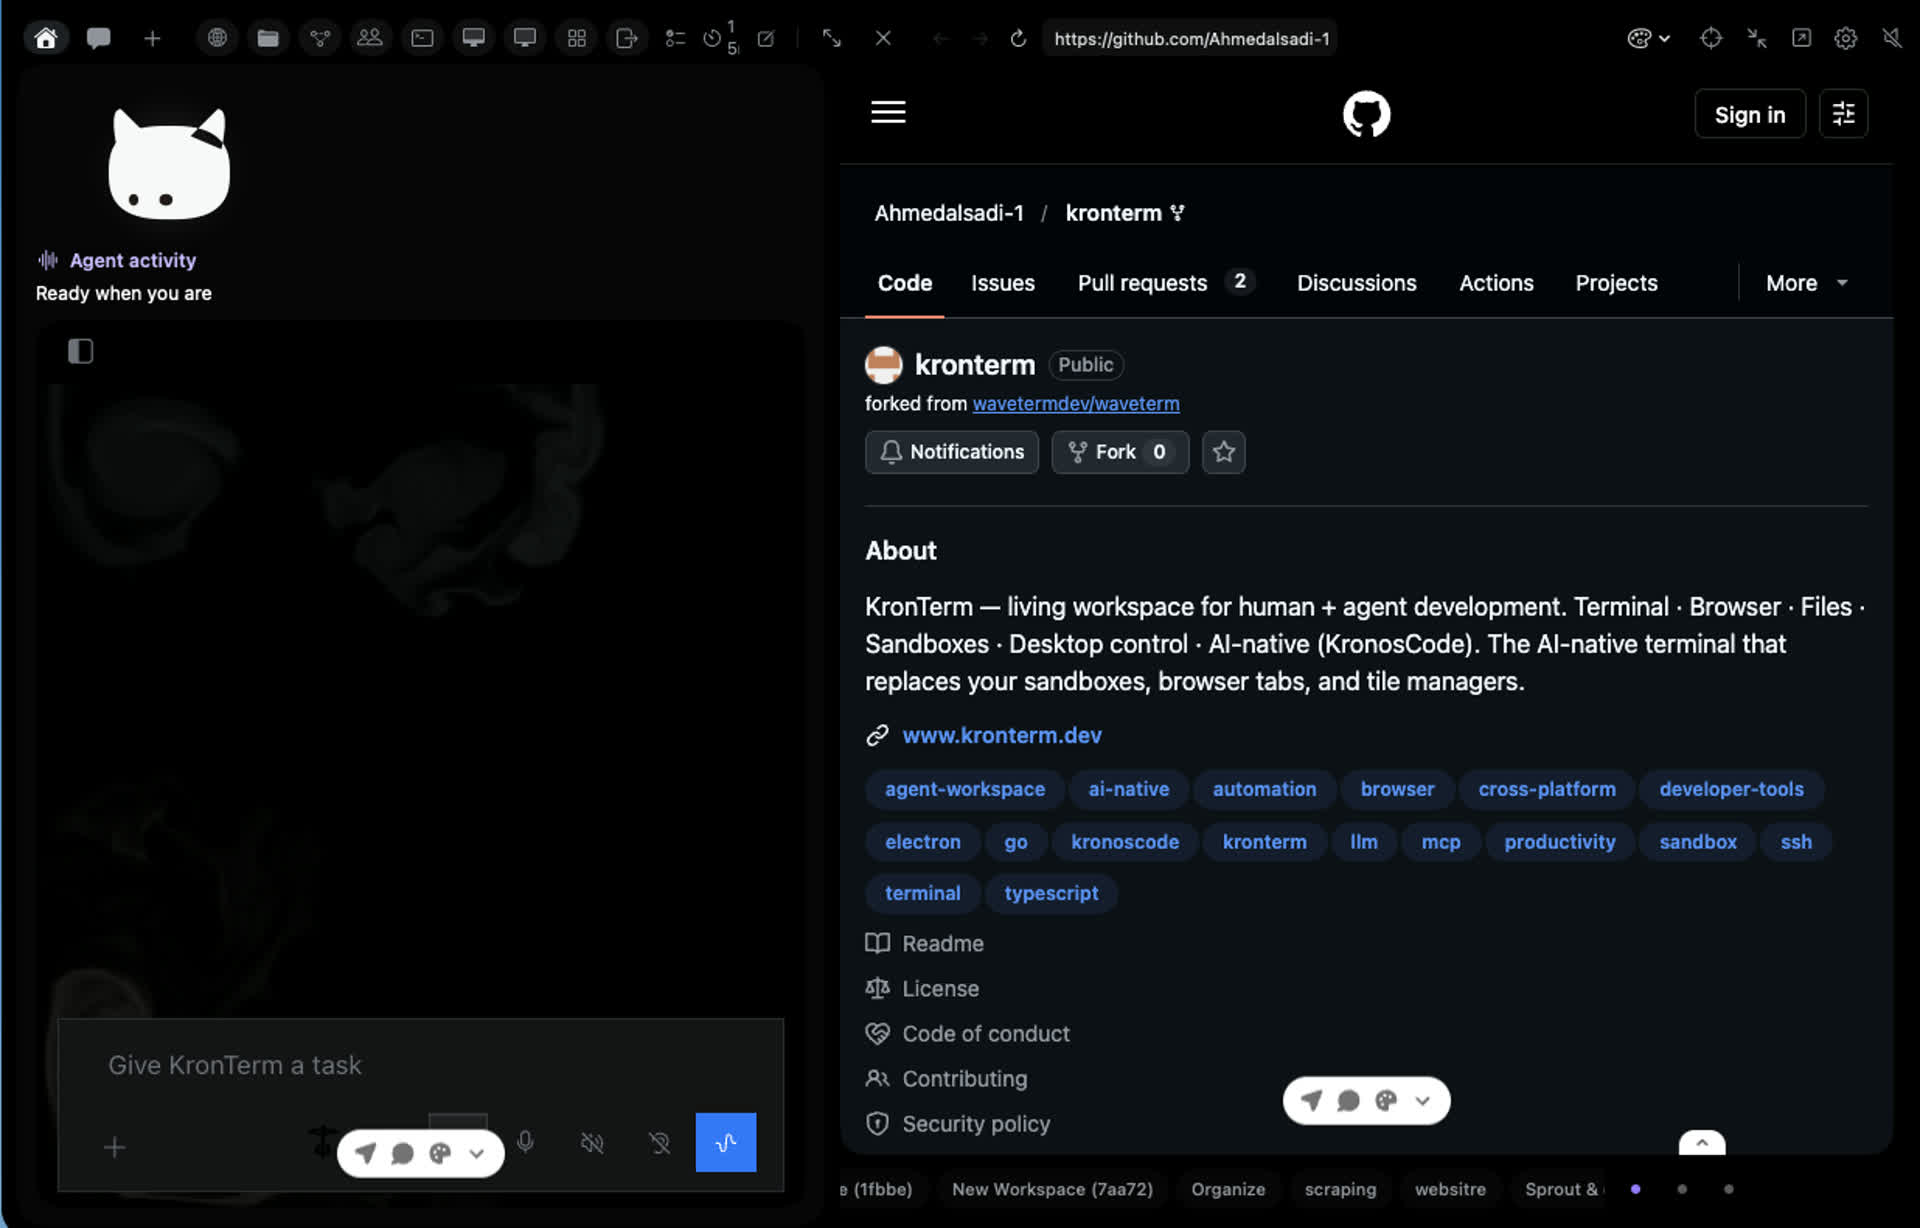 1
5
https://github.com/Ahmedalsadi-1
Agent activity
Ready when you are
Give KronTerm a task
Sign in
Ahmedalsadi-1 / kronterm
Code Issues Pull requests 2 Discussions Actions Projects More
kronterm Public
forked from wavetermdev/waveterm
Notifications Fork 0
About
KronTerm — living workspace for human + agent development. Terminal · Browser · Files ·
Sandboxes · Desktop control · AI-native (KronosCode). The AI-native terminal that
replaces your sandboxes, browser tabs, and tile managers.
www.kronterm.dev
agent-workspace ai-native automation browser cross-platform developer-tools
electron go kronoscode kronterm llm mcp productivity sandbox ssh
terminal typescript
Readme
License
Code of conduct
Contributing
Security policy
e (1fbbe) New Workspace (7aa72) Organize scraping websitre Sprout &